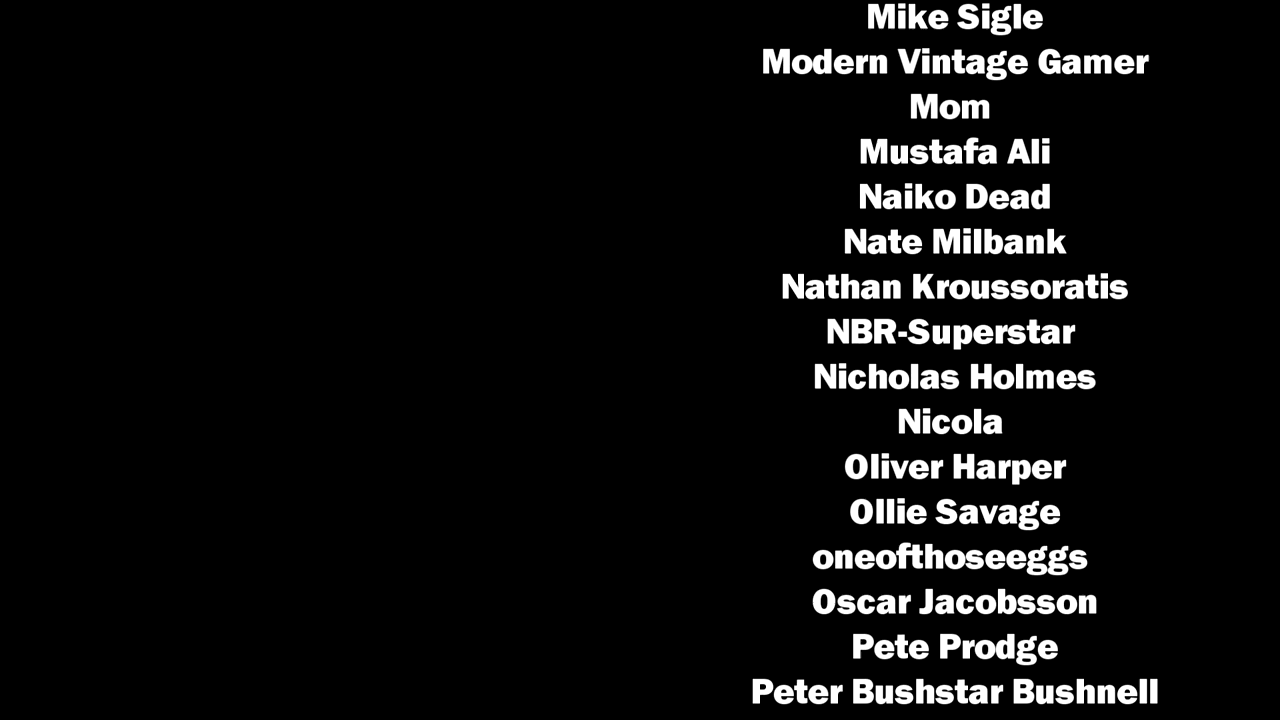 Mike Sigle
Modern Vintage Gamer
Mom
Mustafa Ali
Naiko Dead
Nate Milbank
Nathan Kroussoratis
NBR-Superstar
Nicholas Holmes
Nicola
Oliver Harper
Ollie Savage
oneofthoseeggs
Oscar Jacobsson
Pete Prodge
Peter Bushstar Bushnell